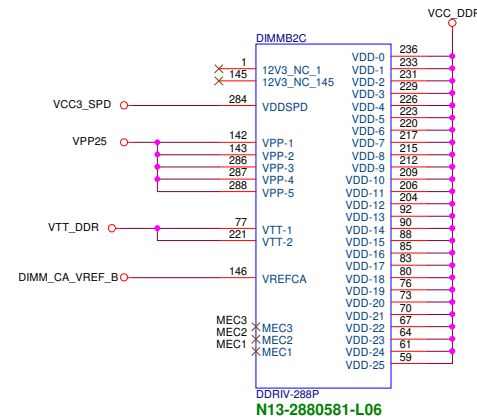 VCC_DDR
DIMMB2C
1 12V3_NC_1
145 12V3_NC_145
VCC3_SPD 284 VDDSPD
VPP25 142 VPP-1
143 VPP-2
286 VPP-3
287 VPP-4
288 VPP-5
VTT_DDR 77 VTT-1
221 VTT-2
DIMM_CA_VREF_B 146 VREFCA
MEC3 MEC3
MEC2 MEC2
MEC1 MEC1
VDD-0 236
VDD-1 233
VDD-2 231
VDD-3 229
VDD-4 226
VDD-5 223
VDD-6 220
VDD-7 217
VDD-8 215
VDD-9 212
VDD-10 209
VDD-11 206
VDD-12 204
VDD-13 92
VDD-14 90
VDD-15 88
VDD-16 85
VDD-17 83
VDD-18 80
VDD-19 76
VDD-20 73
VDD-21 70
VDD-22 67
VDD-23 64
VDD-24 61
VDD-25 59
DDRIV-288P
N13-2880581-L06